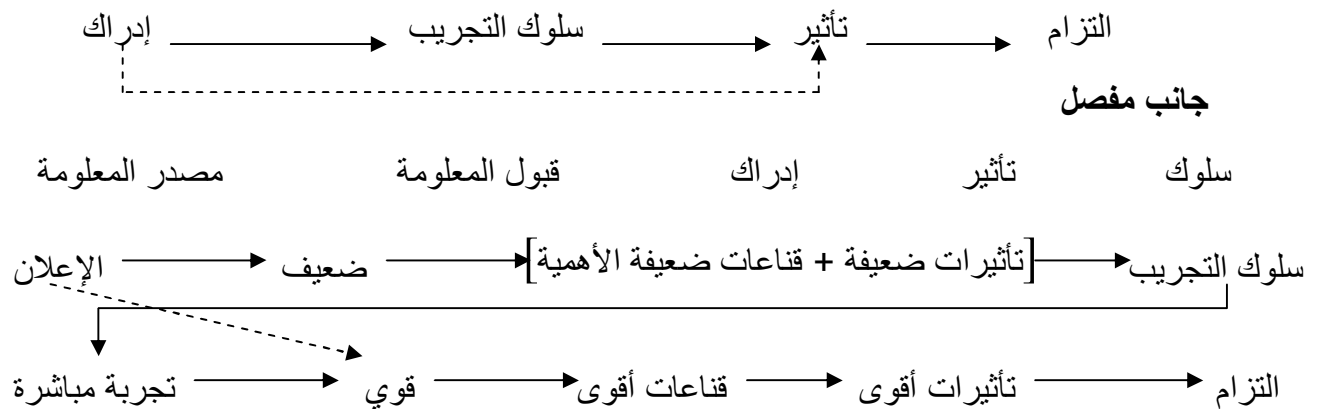 التزام تأثير سلوك التجريب إدراك
جانب مفصل
سلوك تأثير إدراك قبول المعلومة مصدر المعلومة
سلوك التجريب [تأثيرات ضعيفة + قناعات ضعيفة الأهمية] ضعيف الإعلان
التزام تأثيرات أقوى قناعات أقوى قوي تجربة مباشرة